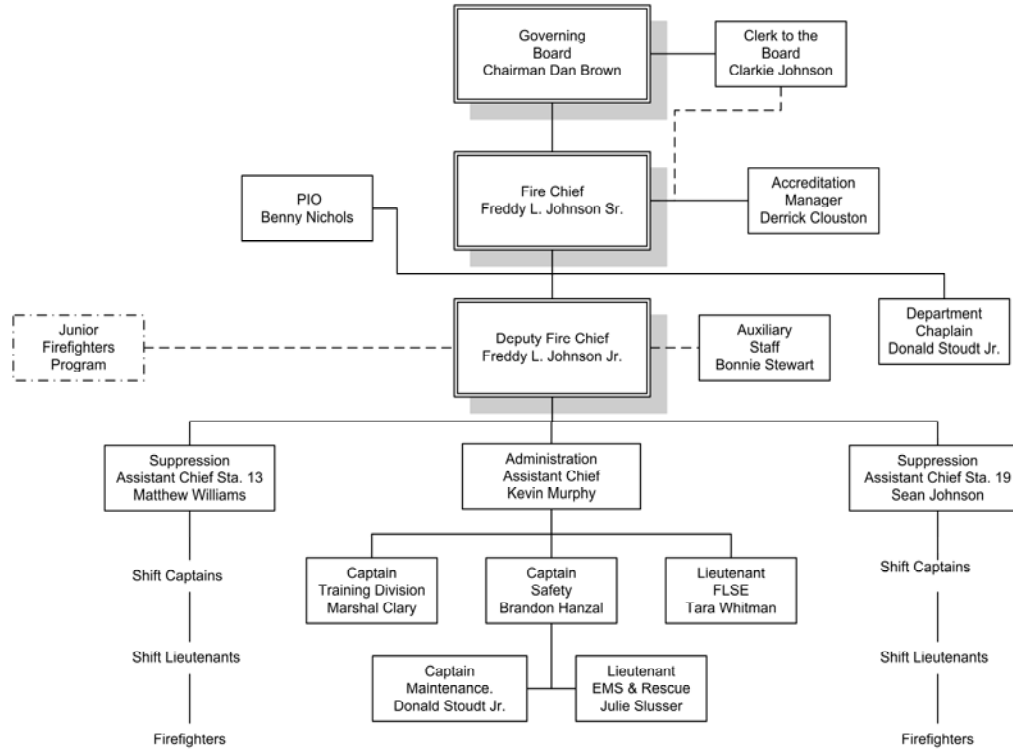 Governing
Board
Chairman Dan Brown
Clerk to the
Board
Clarkie Johnson
PIO
Benny Nichols
Fire Chief
Freddy L. Johnson Sr.
Accreditation
Manager
Derrick Clouston
Junior
Firefighters
Program
Deputy Fire Chief
Freddy L. Johnson Jr.
Auxiliary
Staff
Bonnie Stewart
Department
Chaplain
Donald Stoudt Jr.
Suppression
Assistant Chief Sta. 13
Matthew Williams
Administration
Assistant Chief
Kevin Murphy
Suppression
Assistant Chief Sta. 19
Sean Johnson
Shift Captains
Captain
Training Division
Marshal Clary
Captain
Safety
Brandon Hanzal
Lieutenant
FLSE
Tara Whitman
Shift Captains
Shift Lieutenants
Captain
Maintenance.
Donald Stoudt Jr.
Lieutenant
EMS & Rescue
Julie Slusser
Shift Lieutenants
Firefighters
Firefighters